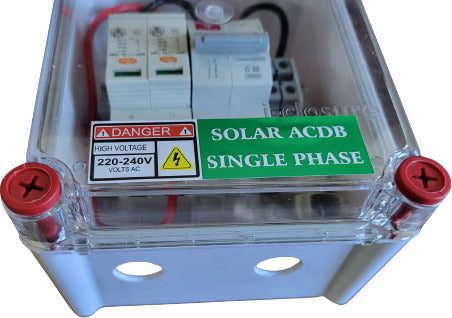 DANGER
HIGH VOLTAGE
220-240V
VOLTS AC
SOLAR ACDB
SINGLE PHASE